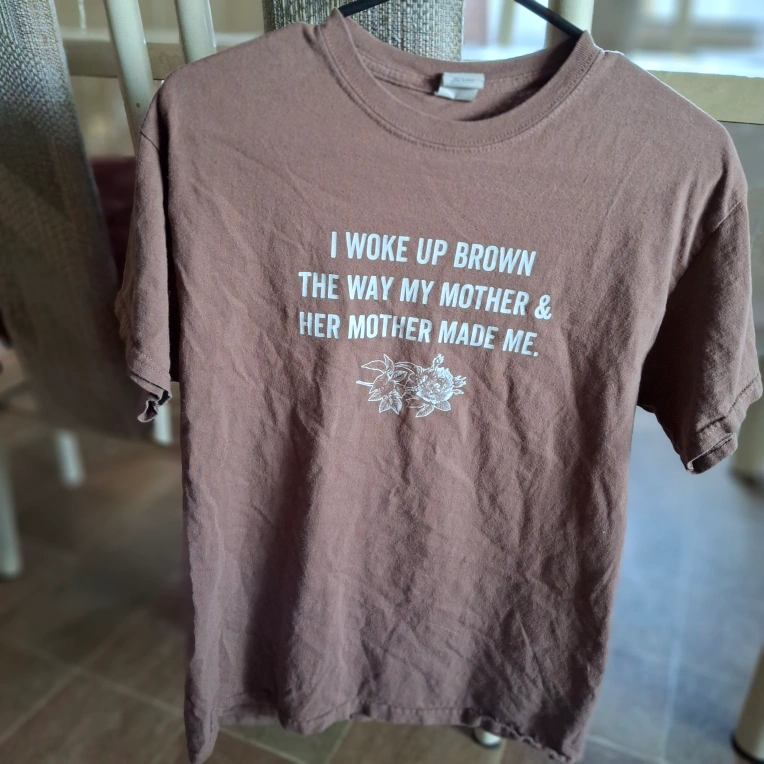 I WOKE UP BROWN
THE WAY MY MOTHER &
HER MOTHER MADE ME.